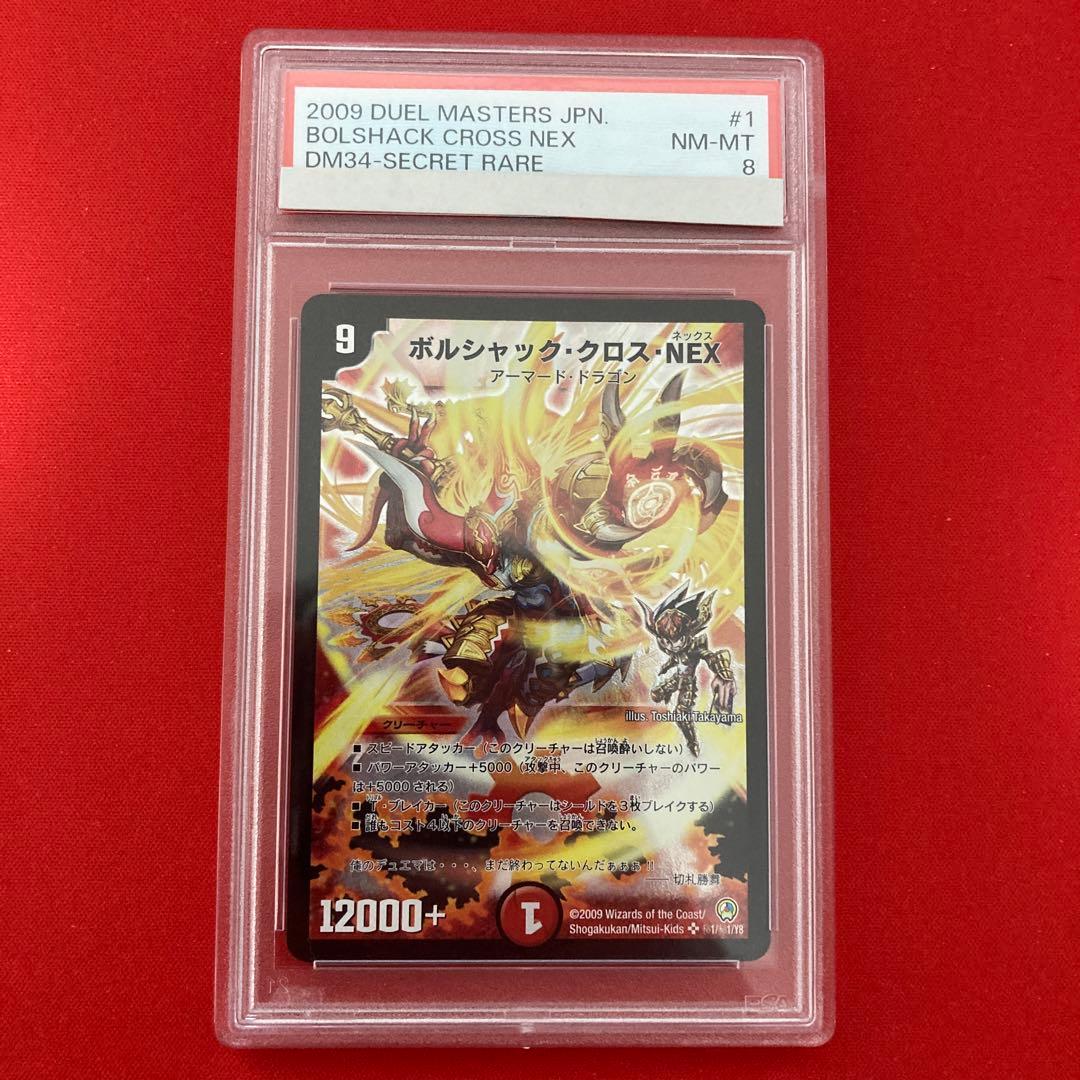 2009 DUEL MASTERS JPN. #1
BOLSHACK CROSS NEX NM-MT
DM34-SECRET RARE 8
9
ネックス
ボルシャック・クロス・NEX
アーマード・ドラゴン
illus. Toshiaki Takayama
クリーチャー
■ スピードアタッカー（このクリーチャーは召喚酔いしない）
■ パワーアタッカー+5000（攻撃中、このクリーチャーのパワー
は+5000される）
■ T・ブレイカー（このクリーチャーはシールドを3枚ブレイクする）
■ 誰もコスト4以下のクリーチャーを召喚できない。
俺のデュエマは・・・、まだ終わってないんだぁぁぁ!!
—— 切札勝舞
12000+
1
©2009 Wizards of the Coast/
Shogakukan/Mitsui-Kids